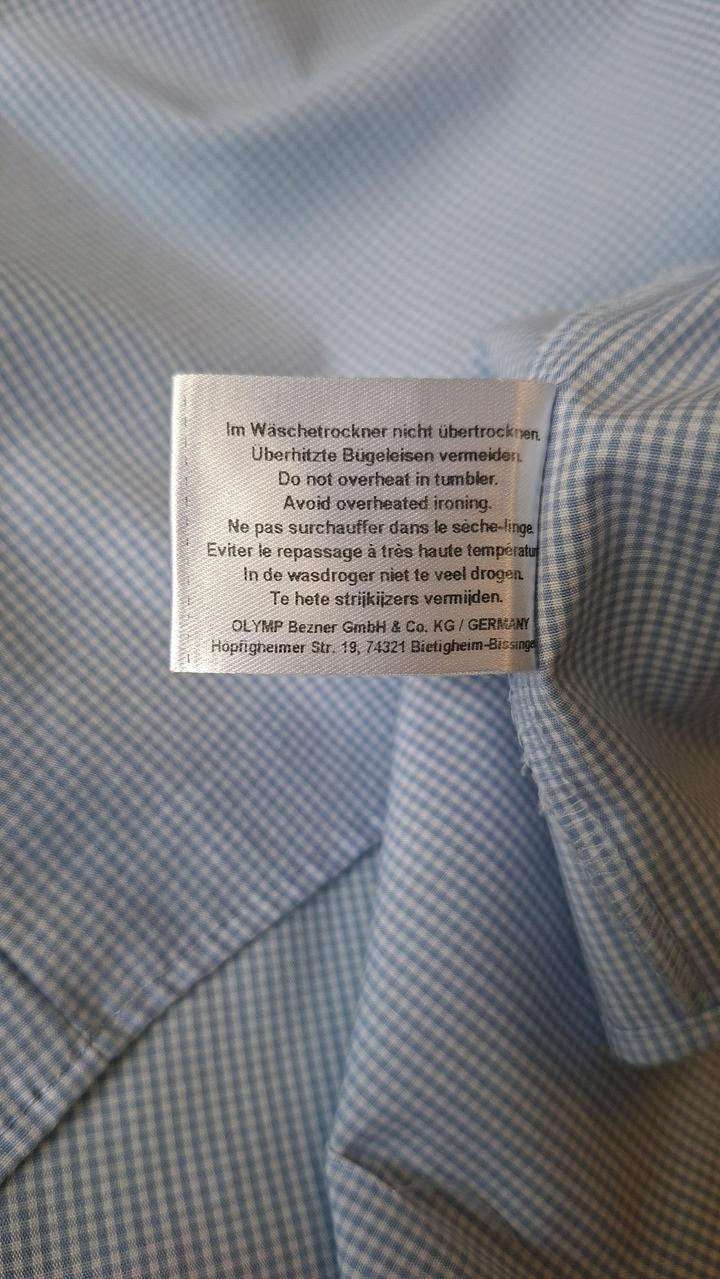 Im Wäschetrockner nicht übertrocknen.
Überhitzte Bügeleisen vermeiden.
Do not overheat in tumbler.
Avoid overheated ironing.
Ne pas surchauffer dans le sèche-linge.
Eviter le repassage à très haute températur
In de wasdroger niet te veel drogen.
Te hete strijkijzers vermijden.
OLYMP Bezner GmbH & Co. KG / GERMANY
Höpfigheimer Str. 19, 74321 Bietigheim-Bissinge